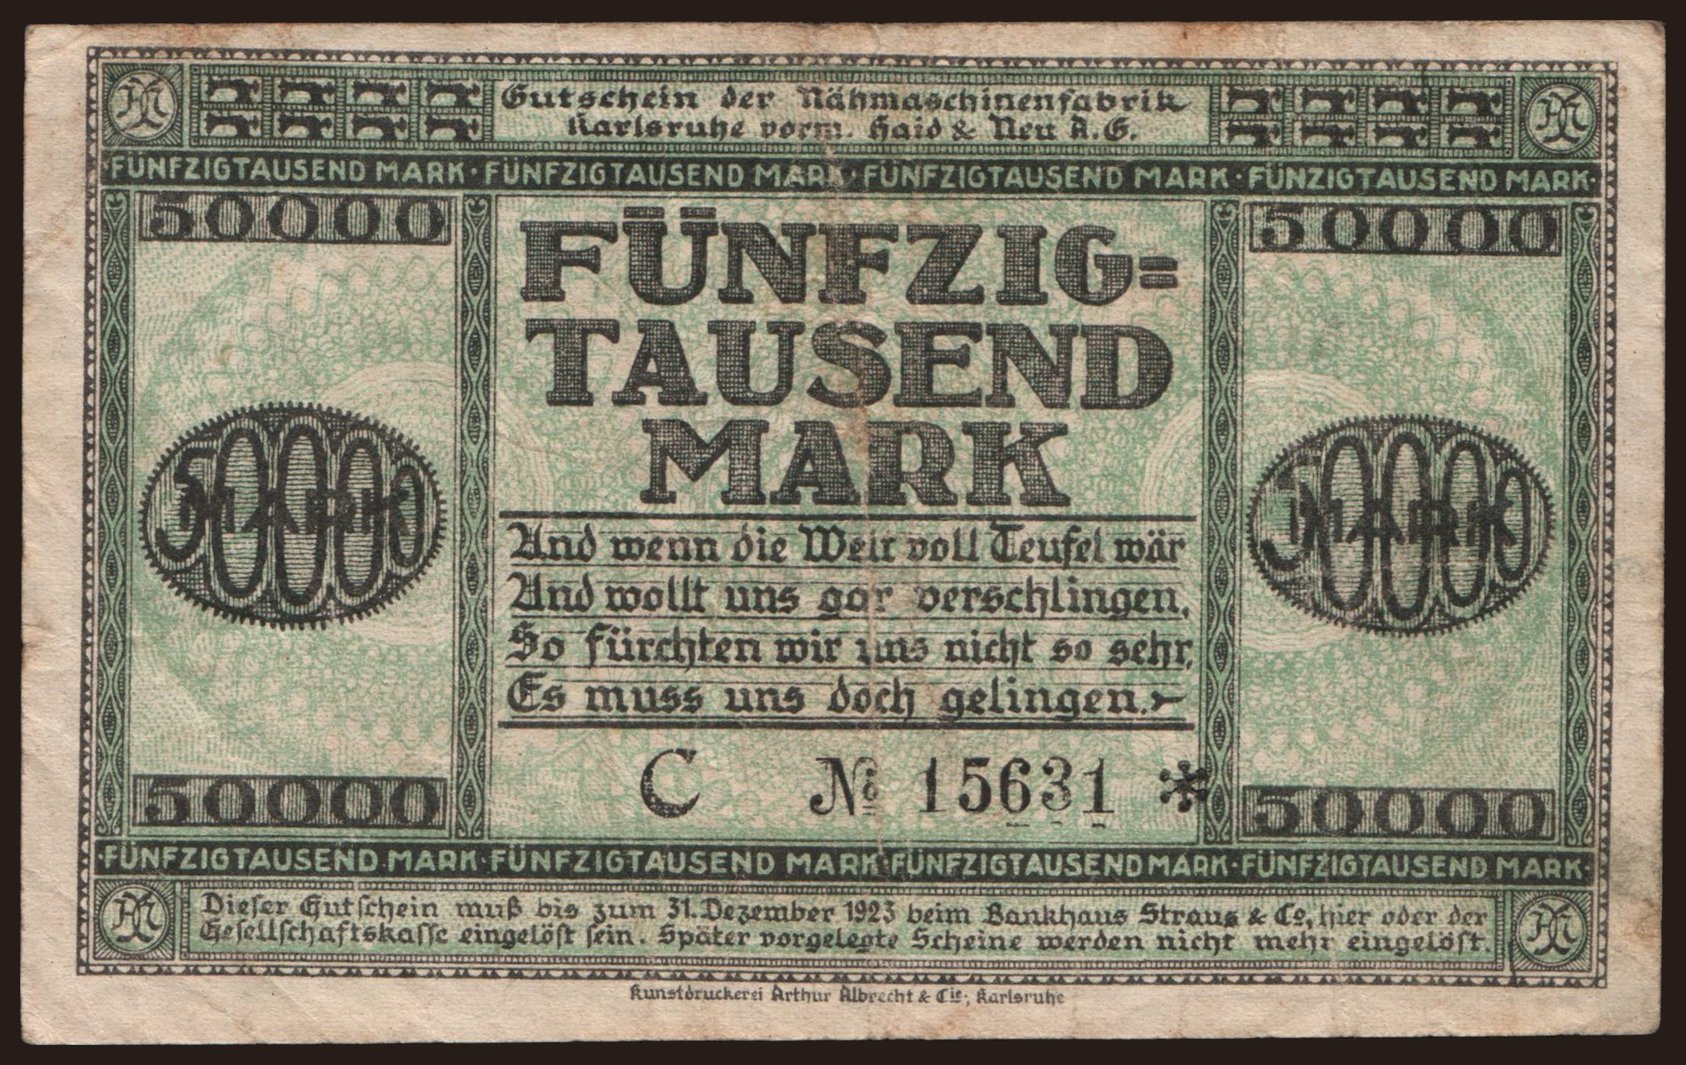 Gutschein der Nähmaschinenfabrik
Karlsruhe vorm. Haid & Neu A.G.
FÜNFZIGTAUSEND MARK·FÜNFZIGTAUSEND MARK·FÜNFZIGTAUSEND MARK·FÜNZIGTAUSEND MARK·
50000
50000
FÜNFZIG=
TAUSEND
MARK
50000
MARK
50000
MARK
Und wenn die Welt voll Teufel wär
Und wollt uns gar verschlingen,
So fürchten wir uns nicht so sehr,
Es muss uns doch gelingen.
C № 15631 *
50000
50000
·FÜNFZIGTAUSEND MARK·FÜNFZIGTAUSEND MARK·FÜNFZIGTAUSEND MARK·FÜNFZIGTAUSEND MARK·
Dieser Gutschein muß bis zum 31. Dezember 1923 beim Bankhaus Straus & Co, hier oder der
Gesellschaftskasse eingelöst sein. Später vorgelegte Scheine werden nicht mehr eingelöst.
Kunstdruckerei Arthur Albrecht & Cie., Karlsruhe